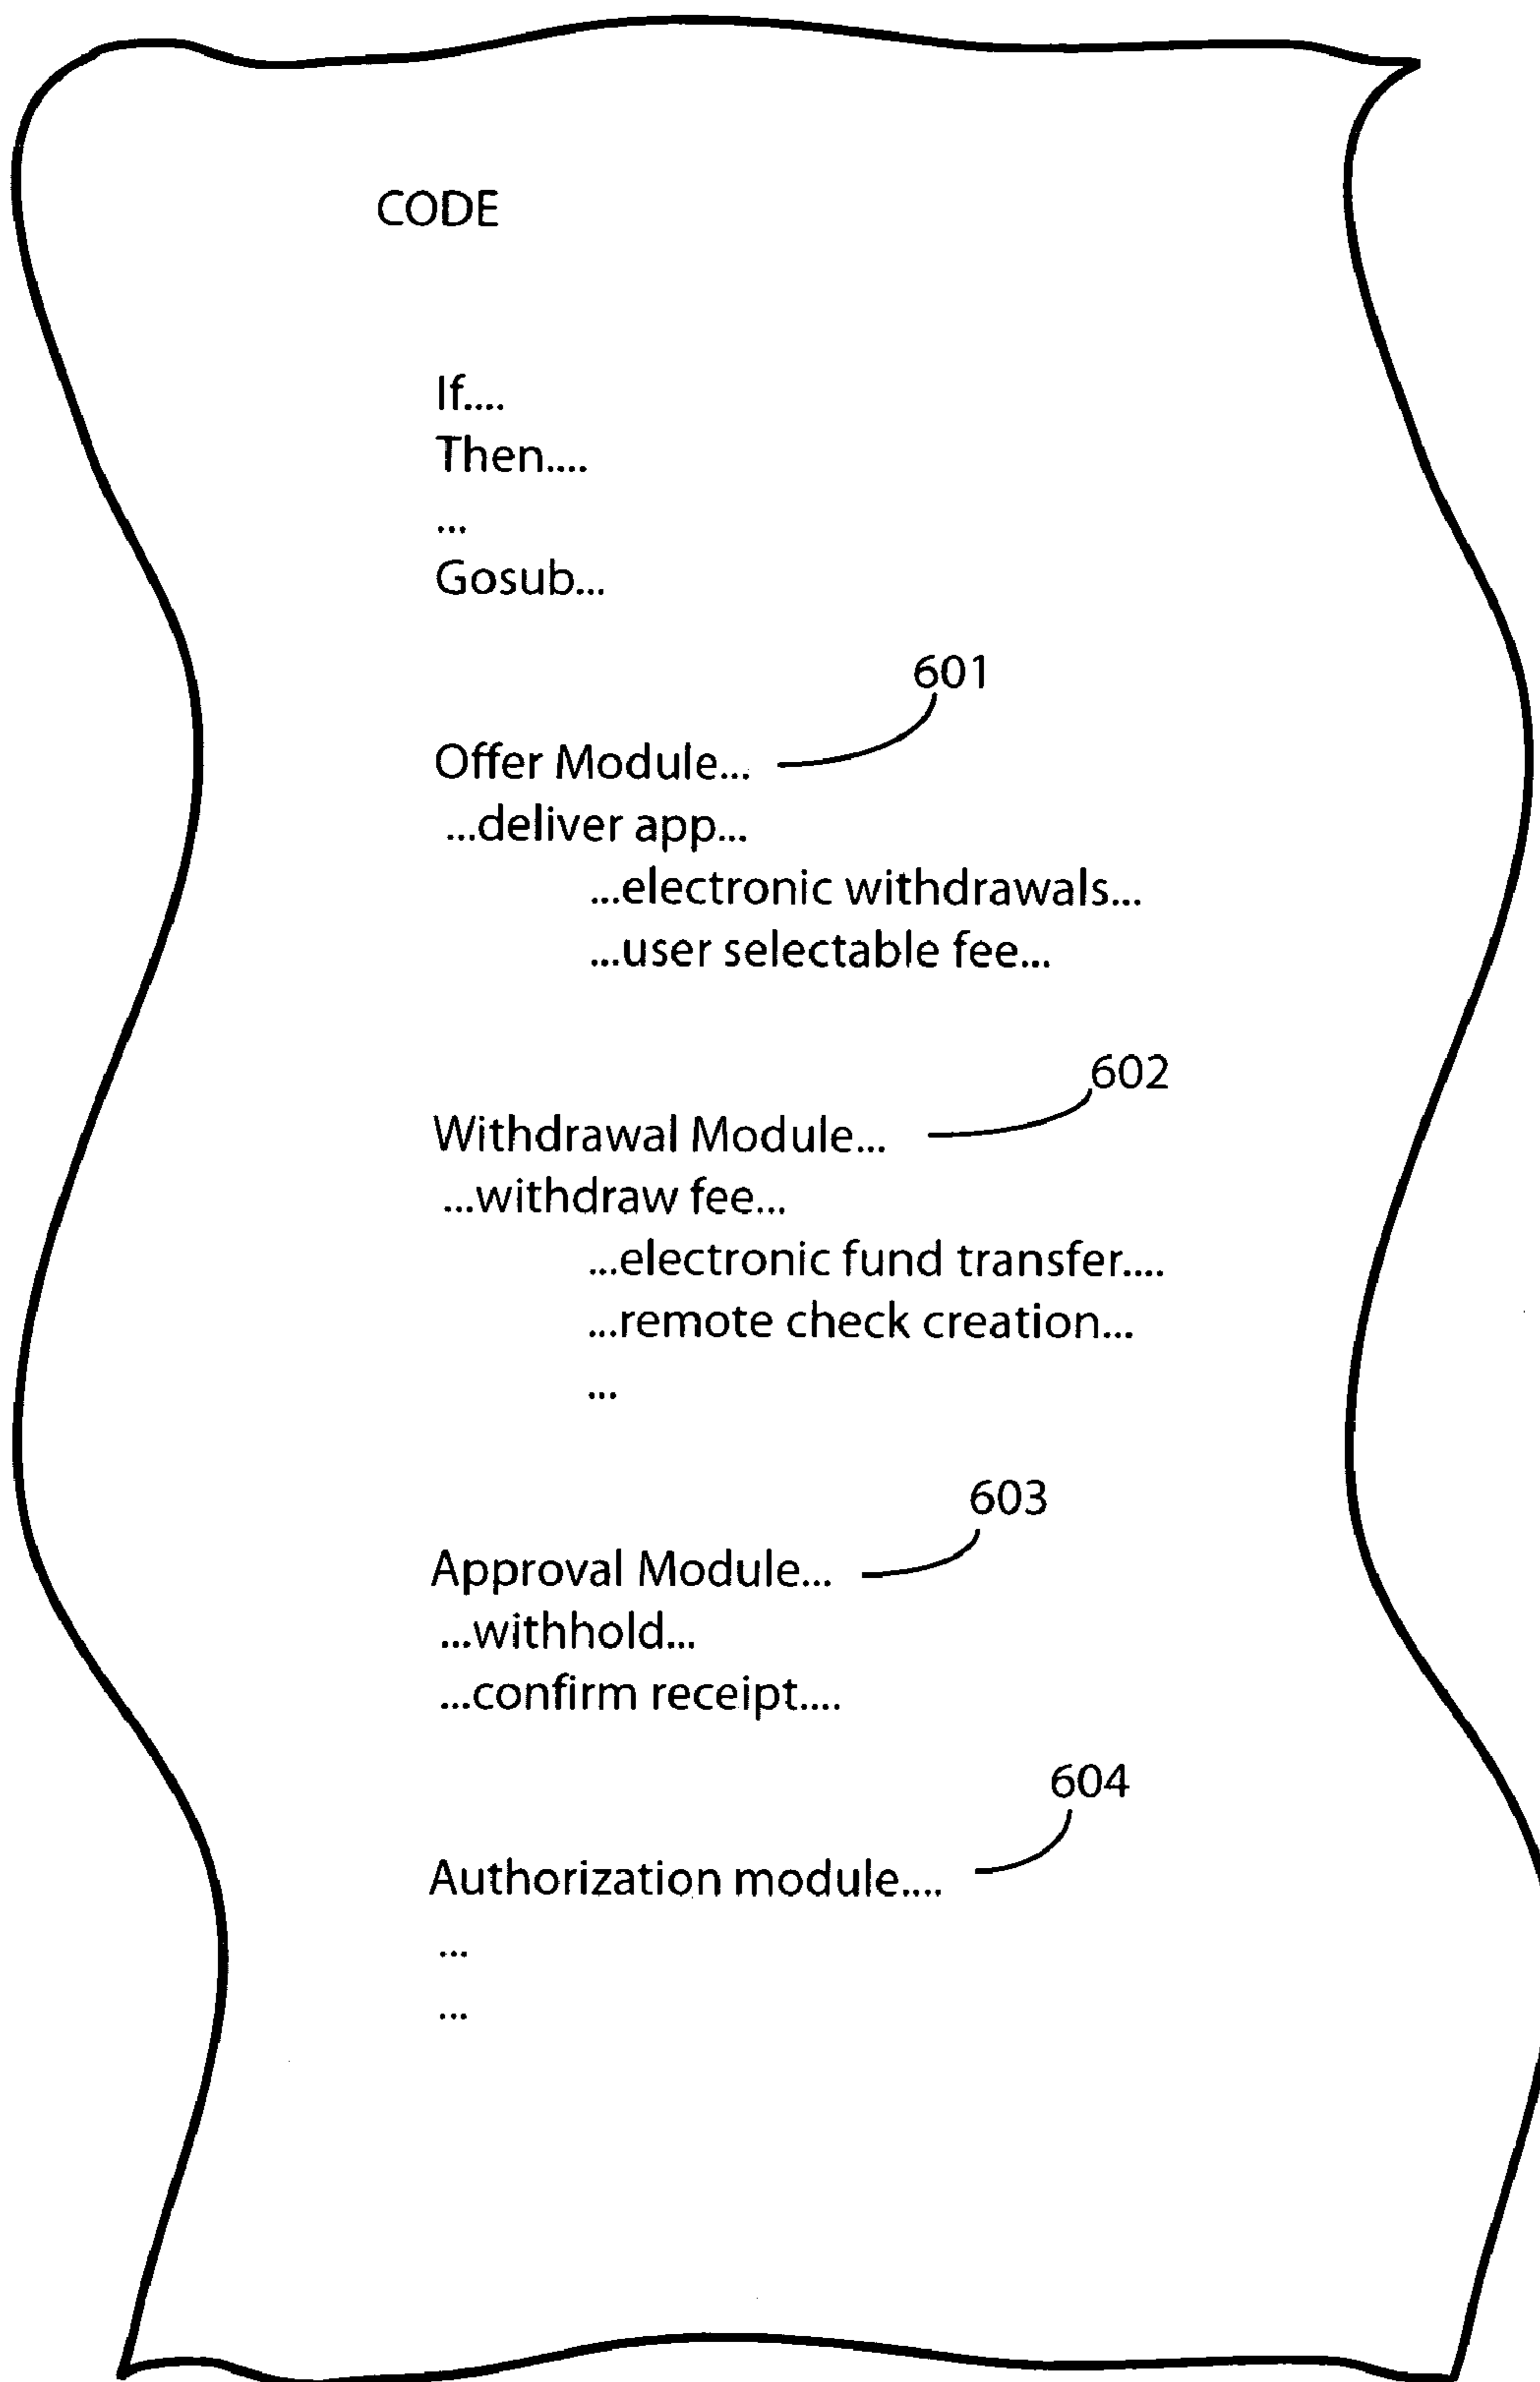 CODE
If....
Then....
...
Gosub...
601
Offer Module...
...deliver app...
...electronic withdrawals...
...user selectable fee...
602
Withdrawal Module...
...withdraw fee...
...electronic fund transfer....
...remote check creation...
...
603
Approval Module...
...withhold...
...confirm receipt....
604
Authorization module....
...
...